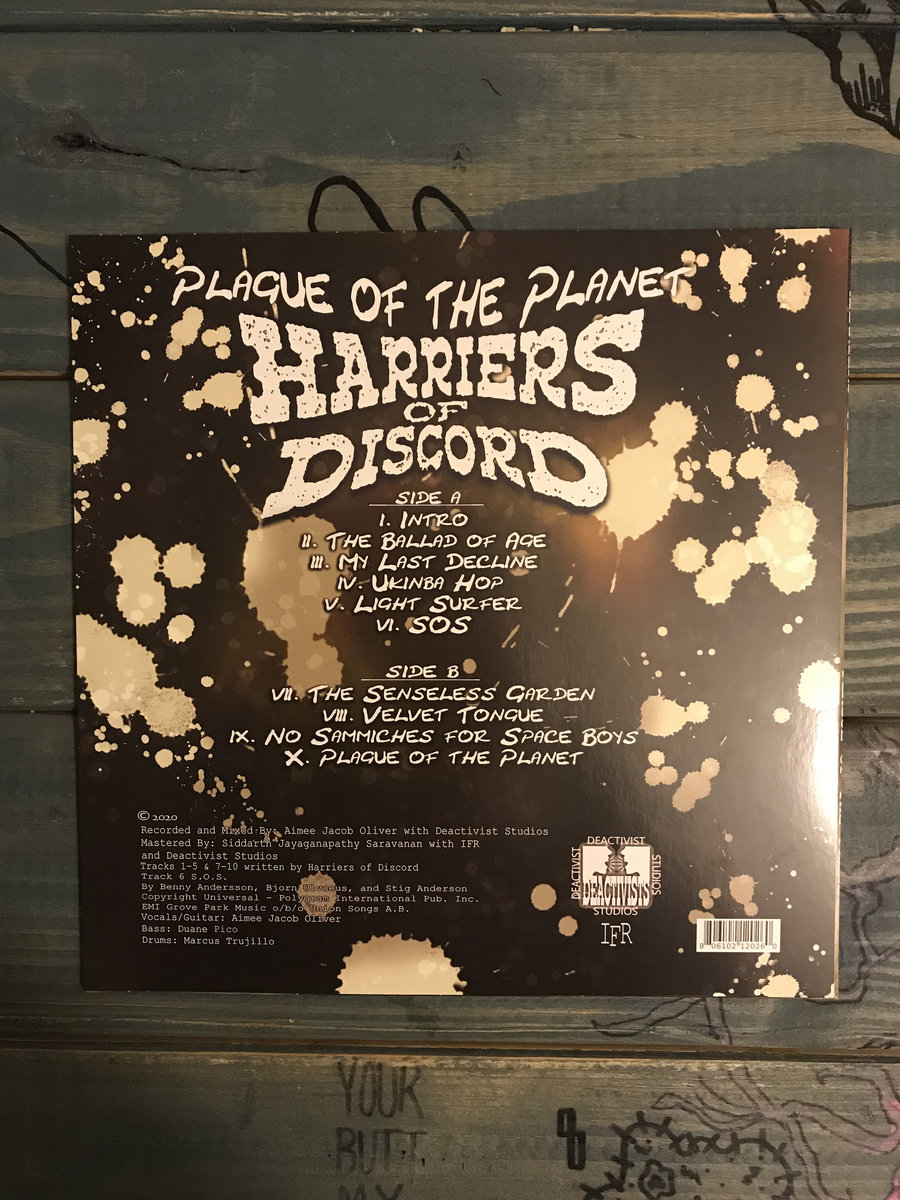 PLAGUE OF THE PLANET
HARRIERS
OF
DISCORD
SIDE A
I. INTRO
II. THE BALLAD OF AGE
III. MY LAST DECLINE
IV. UKINBA HOP
V. LIGHT SURFER
VI. SOS
SIDE B
VII. THE SENSELESS GARDEN
VIII. VELVET TONGUE
IX. NO SAMMICHES FOR SPACE BOYS
X. PLAGUE OF THE PLANET
© 2020
Recorded and Mixed By: Aimee Jacob Oliver with Deactivist Studios
Mastered By: Siddarth Jayaganapathy Saravanan with IFR
and Deactivist Studios
Tracks 1-5 & 7-10 written by Harriers of Discord
Track 6 S.O.S.
By Benny Andersson, Bjorn Ulvaeus, and Stig Anderson
Copyright Universal - Polygram International Pub. Inc.
EMI Grove Park Music o/b/o Union Songs A.B.
Vocals/Guitar: Aimee Jacob Oliver
Bass: Duane Pico
Drums: Marcus Trujillo
DEACTIVIST
DEACTIVIST
STUDIOS
DEACTIVISTS
STUDIOS
IFR
8 06102 12026 0
YOUR
BUTT
MY